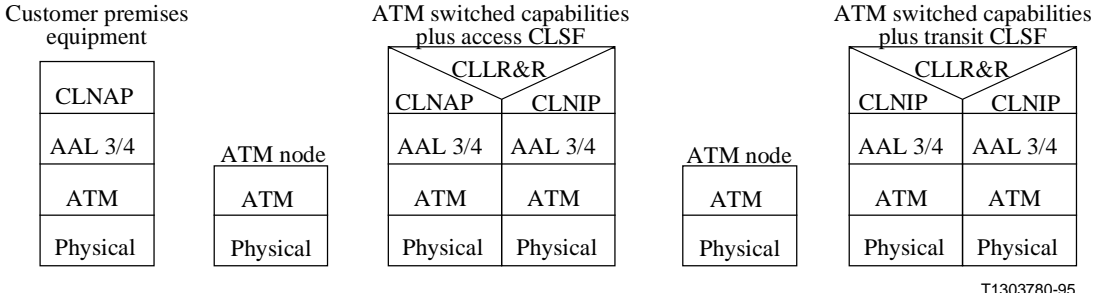 Customer premises equipment
CLNAP
AAL 3/4
ATM
Physical
ATM node
ATM
Physical
ATM switched capabilities
plus access CLSF
CLLR&R
CLNAP CLNIP
AAL 3/4 AAL 3/4
ATM ATM
Physical Physical
ATM node
ATM
Physical
ATM switched capabilities
plus transit CLSF
CLLR&R
CLNIP CLNIP
AAL 3/4 AAL 3/4
ATM ATM
Physical Physical
T1303780-95